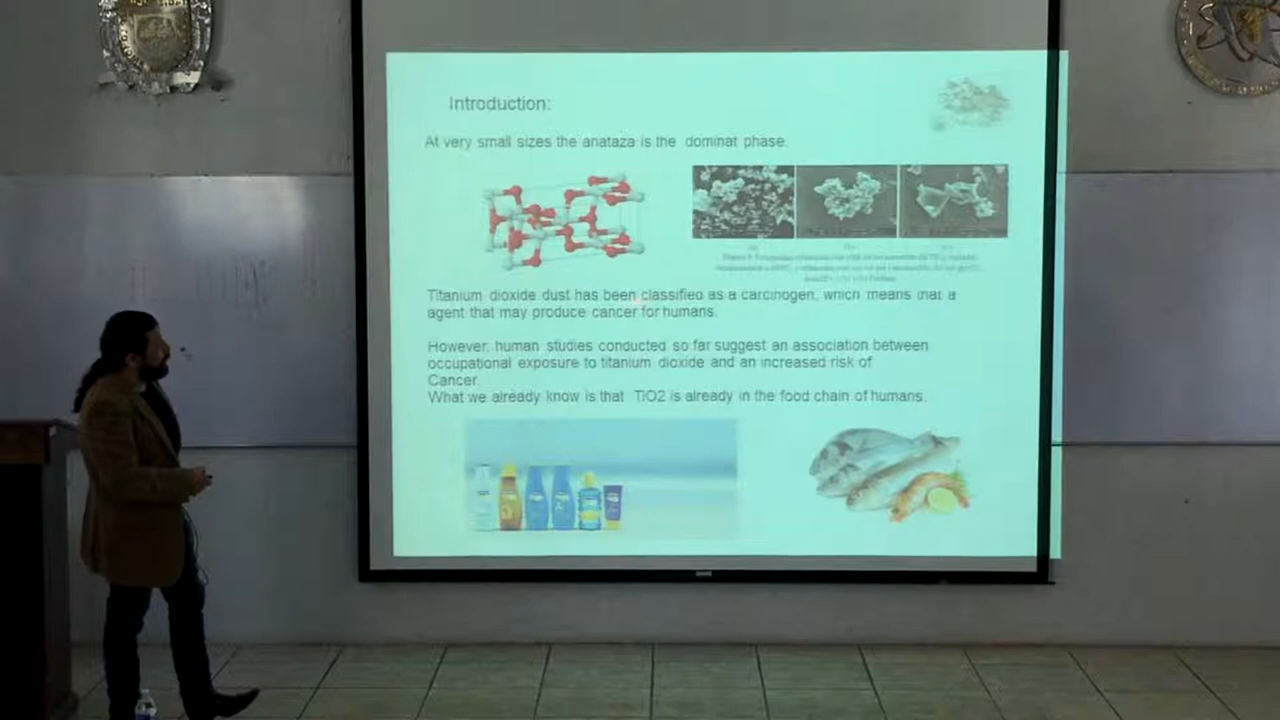 Introduction:
At very small sizes the anataza is the dominat phase.
Titanium dioxide dust has been classified as a carcinogen, which means that a
agent that may produce cancer for humans.
However, human studies conducted so far suggest an association between
occupational exposure to titanium dioxide and an increased risk of
Cancer.
What we already know is that TiO2 is already in the food chain of humans.